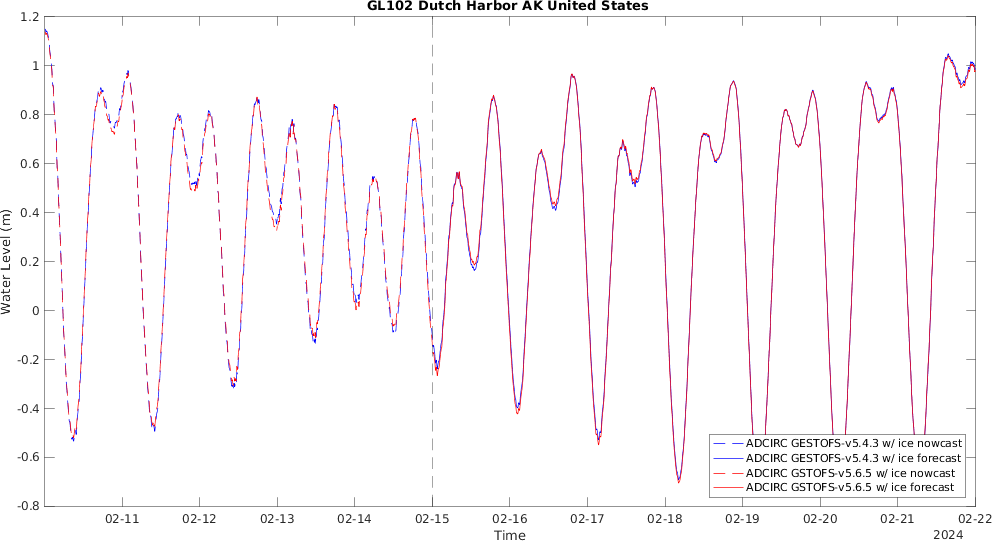 GL102 Dutch Harbor AK United States
1.2
1
0.8
0.6
0.4
0.2
0
-0.2
-0.4
-0.6
-0.8
Water Level (m)
ADCIRC GESTOFS-v5.4.3 w/ ice nowcast
ADCIRC GESTOFS-v5.4.3 w/ ice forecast
ADCIRC GSTOFS-v5.6.5 w/ ice nowcast
ADCIRC GSTOFS-v5.6.5 w/ ice forecast
02-11 02-12 02-13 02-14 02-15 02-16 02-17 02-18 02-19 02-20 02-21 02-22
Time
2024